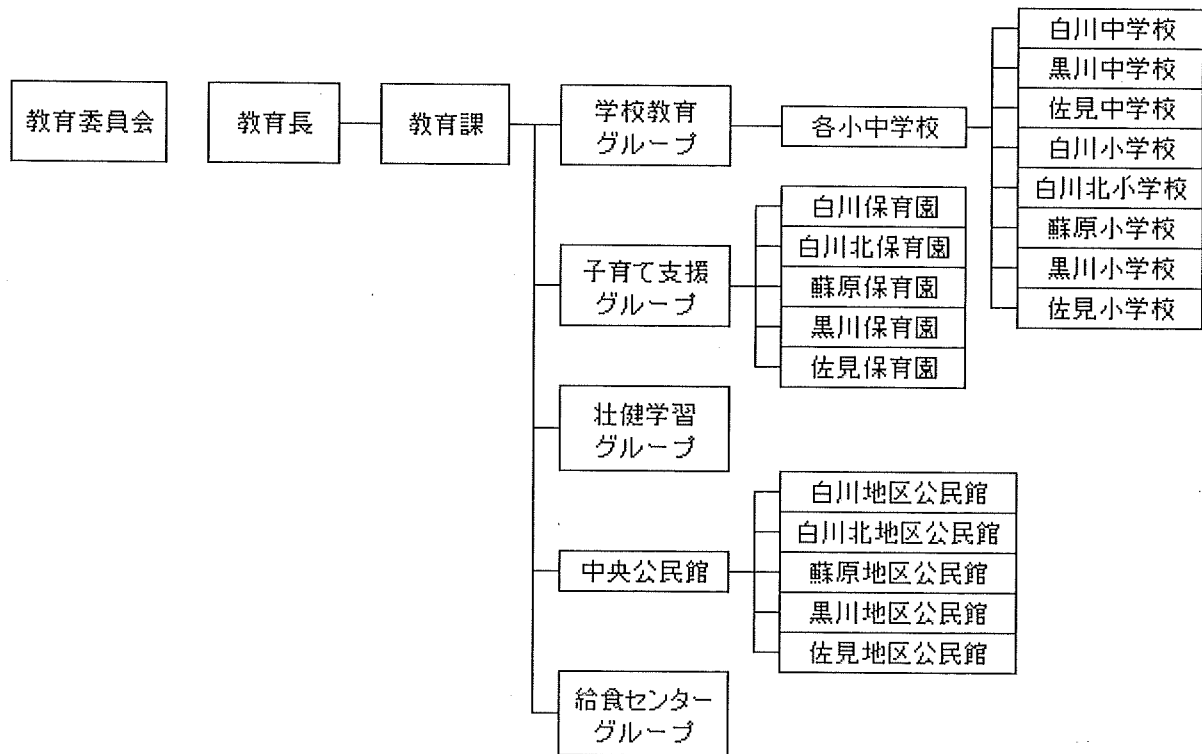 教育委員会
教育長
教育課
学校教育
グループ
各小中学校
白川中学校
黒川中学校
佐見中学校
白川小学校
白川北小学校
蘇原小学校
黒川小学校
佐見小学校
子育て支援
グループ
白川保育園
白川北保育園
蘇原保育園
黒川保育園
佐見保育園
壮健学習
グループ
中央公民館
白川地区公民館
白川北地区公民館
蘇原地区公民館
黒川地区公民館
佐見地区公民館
給食センター
グループ